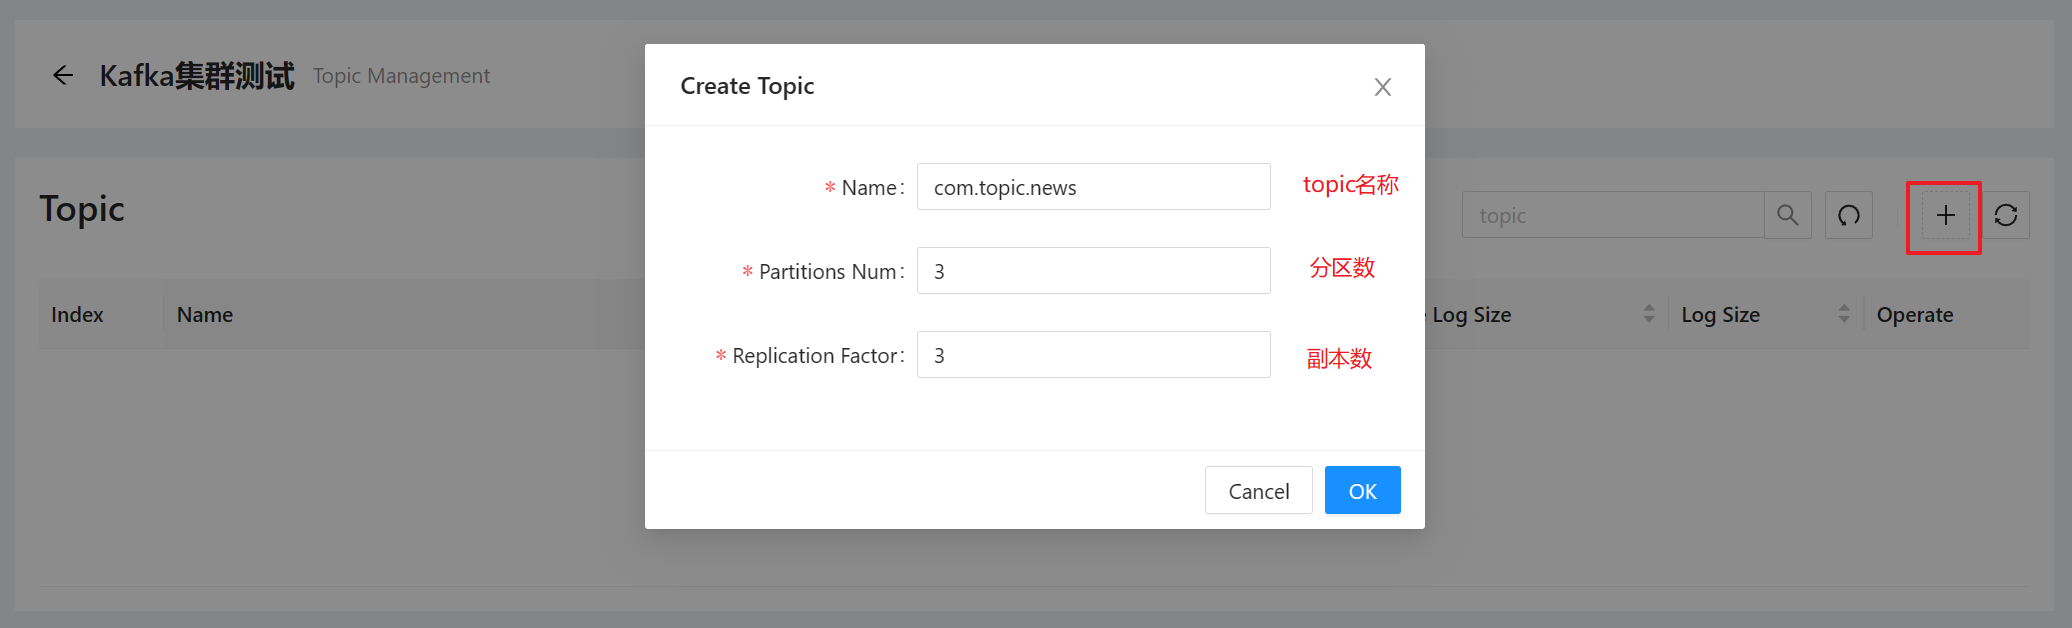 Kafka集群测试 Topic Management
Create Topic
* Name: com.topic.news topic名称
Topic
topic
* Partitions Num: 3 分区数
Index Name Log Size Log Size Operate
* Replication Factor: 3 副本数
Cancel OK